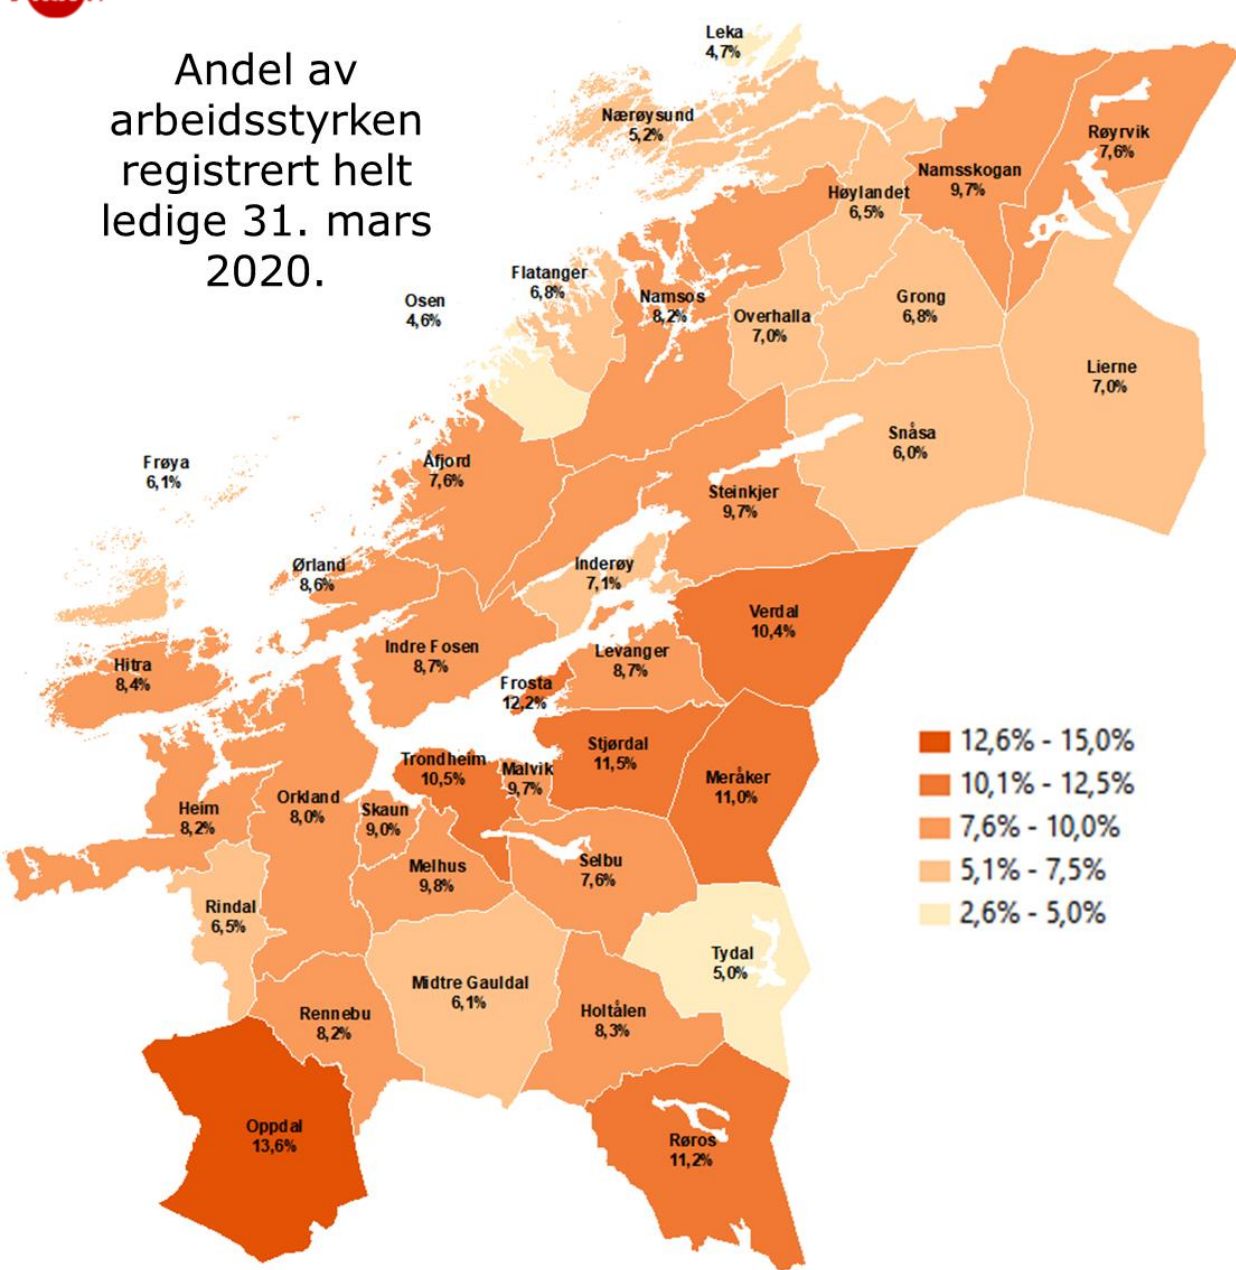 Andel av
arbeidsstyrken
registrert helt
ledige 31. mars
2020.
Leka
4,7%
Nærøysund
5,2%
Røyrvik
7,6%
Namsskogan
9,7%
Høylandet
6,5%
Flatanger
6,8%
Osen
4,6%
Namsos
8,2%
Overhalla
7,0%
Grong
6,8%
Lierne
7,0%
Snåsa
6,0%
Frøya
6,1%
Åfjord
7,6%
Steinkjer
9,7%
Ørland
8,6%
Inderøy
7,1%
Verdal
10,4%
Indre Fosen
8,7%
Levanger
8,7%
Hitra
8,4%
Frosta
12,2%
Stjørdal
11,5%
Trondheim
10,5%
Malvik
9,7%
Meråker
11,0%
Heim
8,2%
Orkland
8,0%
Skaun
9,0%
Melhus
9,8%
Selbu
7,6%
Rindal
6,5%
Tydal
5,0%
Midtre Gauldal
6,1%
Rennebu
8,2%
Holtålen
8,3%
Oppdal
13,6%
Røros
11,2%
12,6% - 15,0%
10,1% - 12,5%
7,6% - 10,0%
5,1% - 7,5%
2,6% - 5,0%